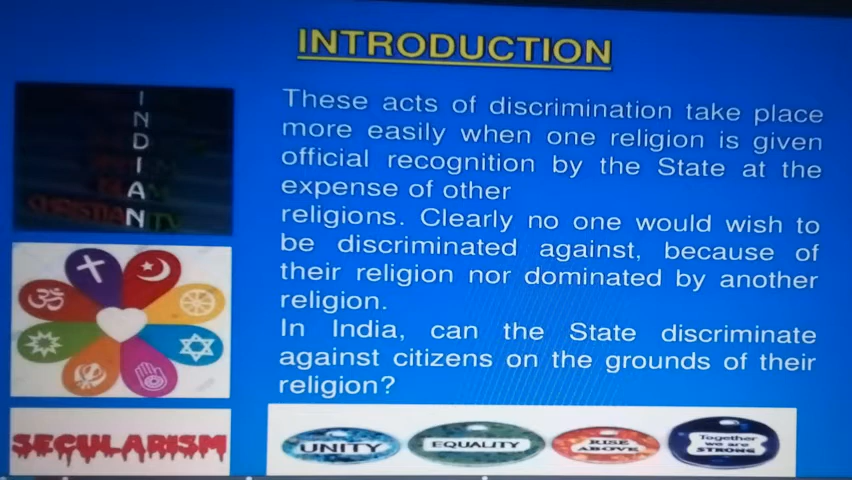 INTRODUCTION
These acts of discrimination take place
more easily when one religion is given
official recognition by the State at the
expense of other
religions. Clearly no one would wish to
be discriminated against, because of
their religion nor dominated by another
religion.
In India, can the State discriminate
against citizens on the grounds of their
religion?
I
N
D
I
A
N
CHRISTIANITY
SECULARISM
UNITY
EQUALITY
RISE
ABOVE
Together
we are
STRONG